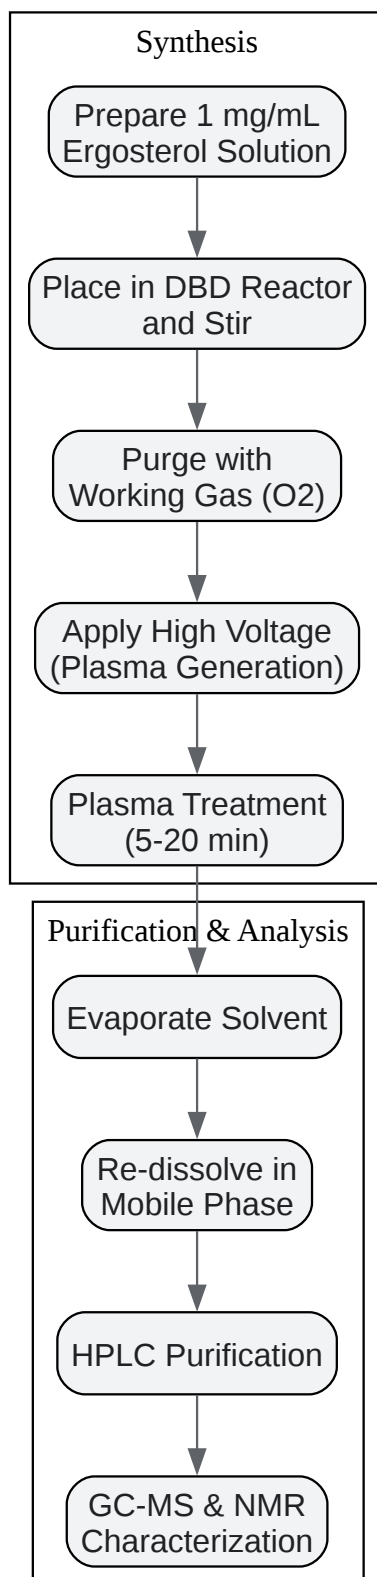 Synthesis
Prepare 1 mg/mL
Ergosterol Solution
Place in DBD Reactor
and Stir
Purge with
Working Gas (O2)
Apply High Voltage
(Plasma Generation)
Plasma Treatment
(5-20 min)
Purification & Analysis
Evaporate Solvent
Re-dissolve in
Mobile Phase
HPLC Purification
GC-MS & NMR
Characterization